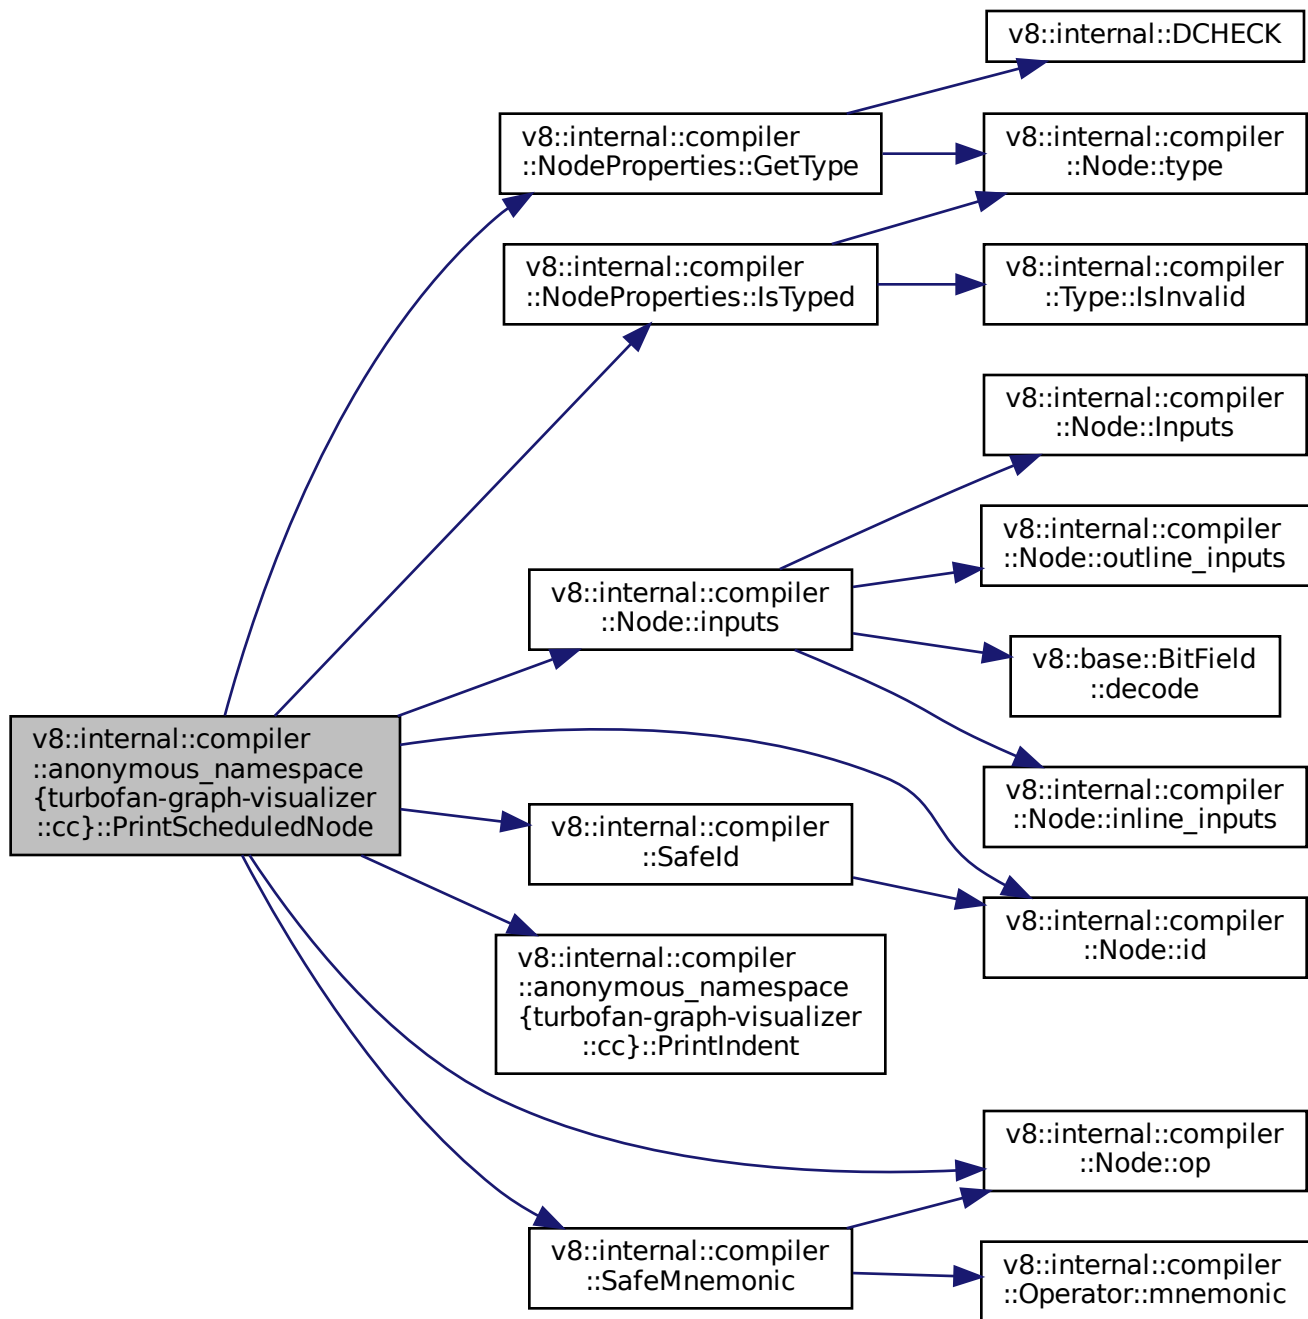 v8::internal::DCHECK
v8::internal::compiler
::NodeProperties::GetType
v8::internal::compiler
::Node::type
v8::internal::compiler
::NodeProperties::IsTyped
v8::internal::compiler
::Type::IsInvalid
v8::internal::compiler
::Node::Inputs
v8::internal::compiler
::Node::outline_inputs
v8::internal::compiler
::Node::inputs
v8::base::BitField
::decode
v8::internal::compiler
::anonymous_namespace
{turbofan-graph-visualizer
::cc}::PrintScheduledNode
v8::internal::compiler
::Node::inline_inputs
v8::internal::compiler
::SafeId
v8::internal::compiler
::Node::id
v8::internal::compiler
::anonymous_namespace
{turbofan-graph-visualizer
::cc}::PrintIndent
v8::internal::compiler
::Node::op
v8::internal::compiler
::SafeMnemonic
v8::internal::compiler
::Operator::mnemonic